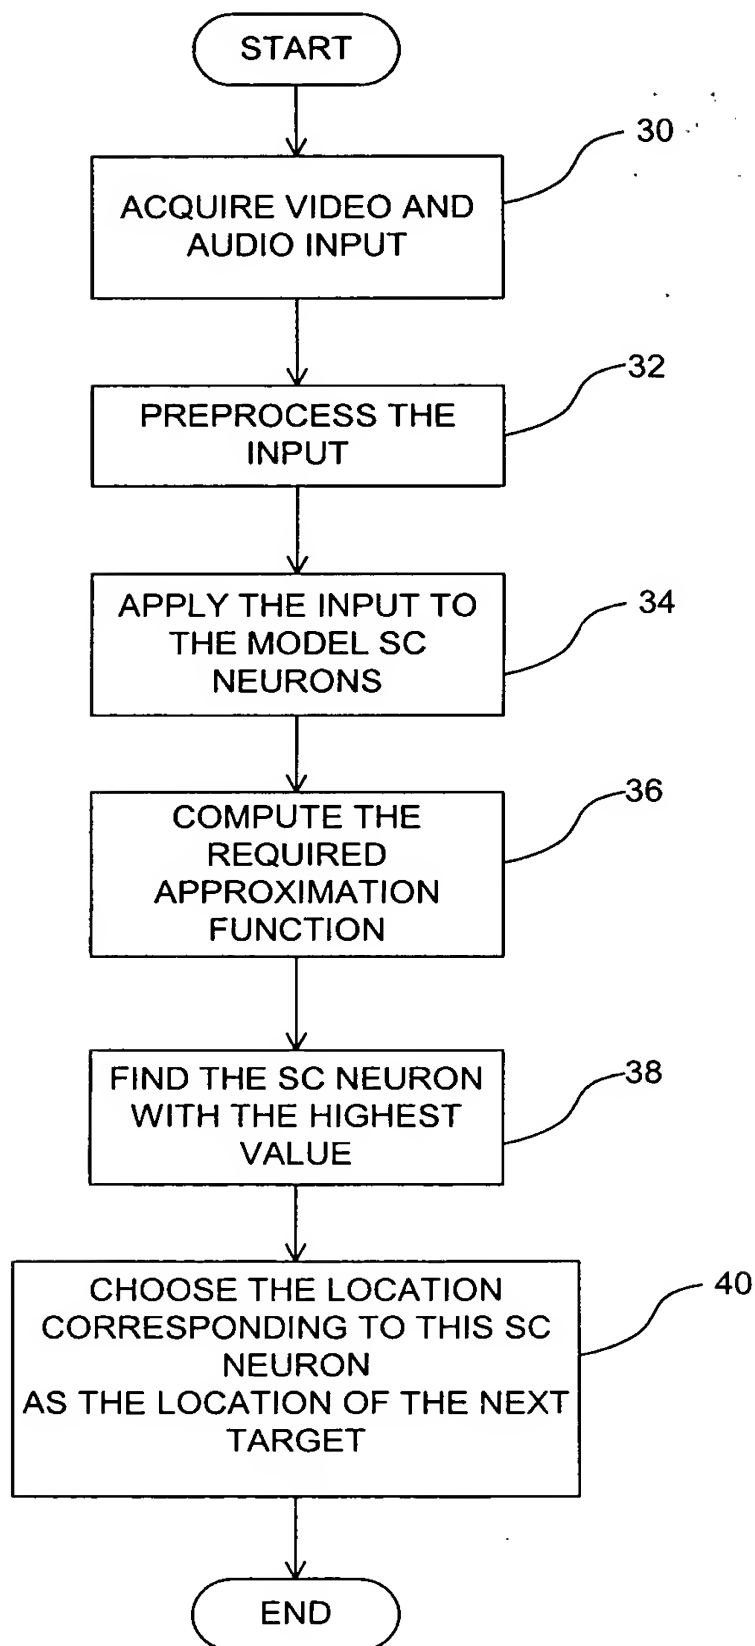 START
30
ACQUIRE VIDEO AND
AUDIO INPUT
32
PREPROCESS THE
INPUT
34
APPLY THE INPUT TO
THE MODEL SC
NEURONS
36
COMPUTE THE
REQUIRED
APPROXIMATION
FUNCTION
38
FIND THE SC NEURON
WITH THE HIGHEST
VALUE
40
CHOOSE THE LOCATION
CORRESPONDING TO THIS SC
NEURON
AS THE LOCATION OF THE NEXT
TARGET
END